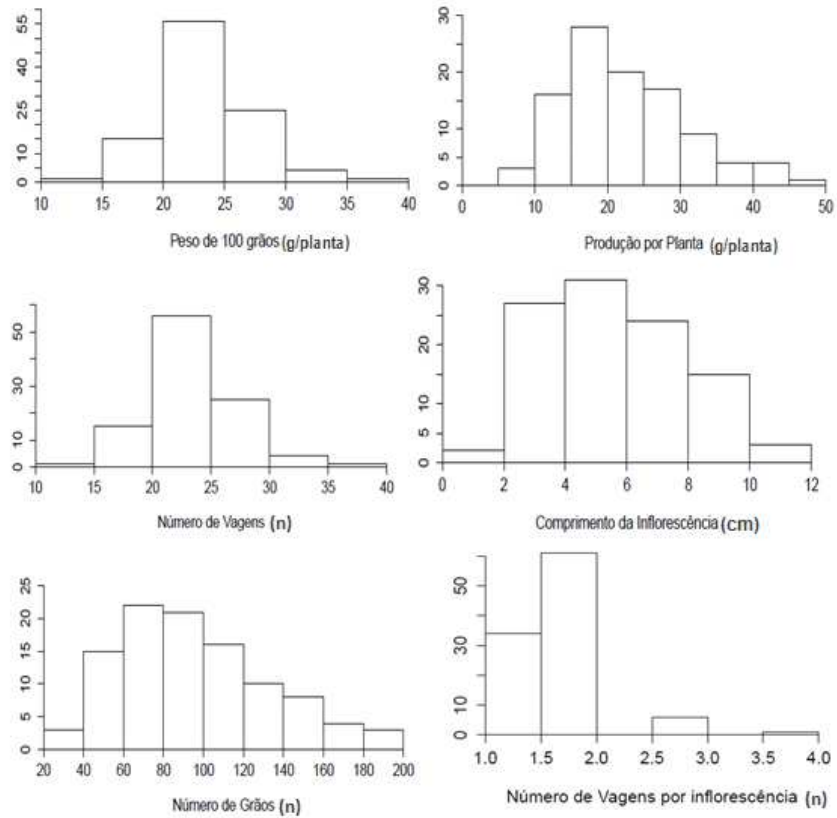 55
40
25
10
0
10 15 20 25 30 35 40
Peso de 100 grãos (g/planta)
30
20
10
5
0
0 10 20 30 40 50
Produção por Planta (g/planta)
50
30
10
0
10 15 20 25 30 35 40
Número de Vagens (n)
30
20
10
5
0
0 2 4 6 8 10 12
Comprimento da Inflorescência (cm)
25
20
15
10
5
0
20 40 60 80 100 120 140 160 180 200
Número de Grãos (n)
50
30
10
0
1.0 1.5 2.0 2.5 3.0 3.5 4.0
Número de Vagens por inflorescência (n)